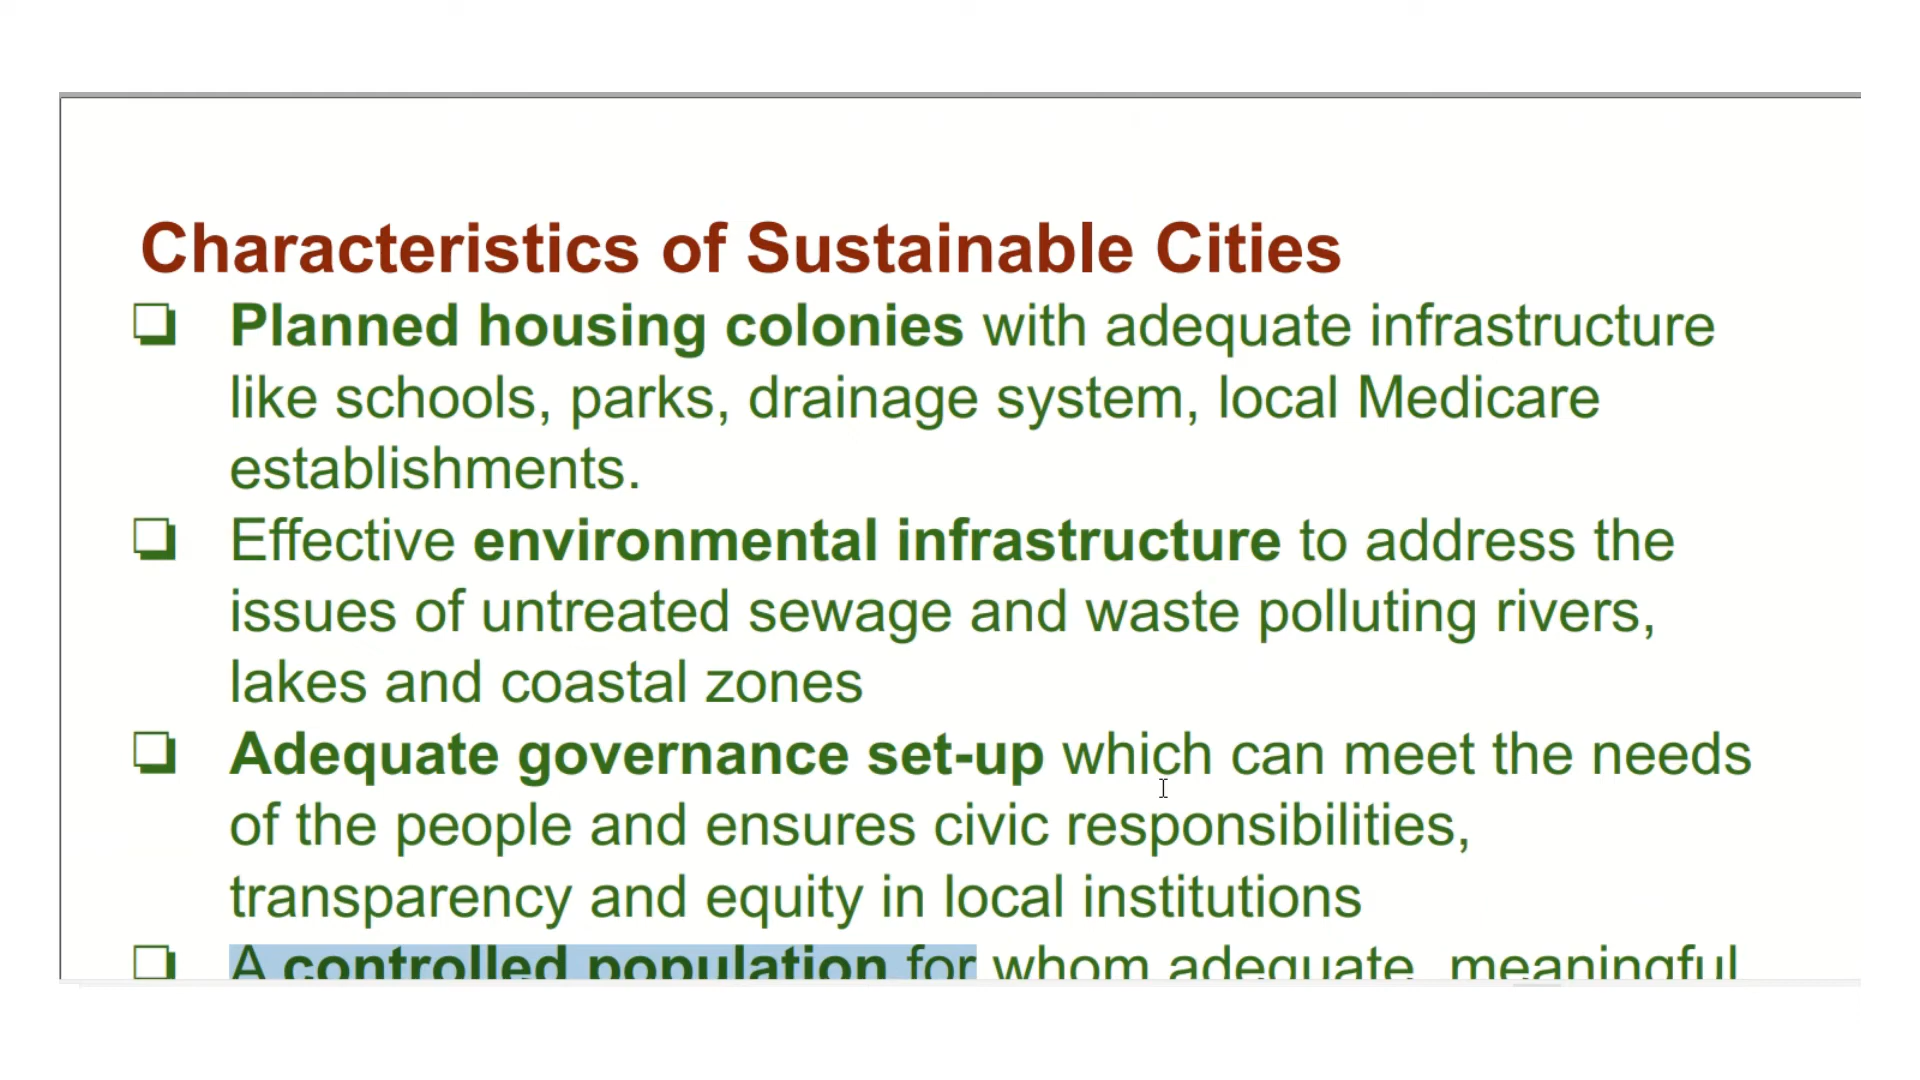 Characteristics of Sustainable Cities
❏ Planned housing colonies with adequate infrastructure
like schools, parks, drainage system, local Medicare
establishments.
❏ Effective environmental infrastructure to address the
issues of untreated sewage and waste polluting rivers,
lakes and coastal zones
❏ Adequate governance set-up which can meet the needs
of the people and ensures civic responsibilities,
transparency and equity in local institutions
❏ A controlled population for whom adequate, meaningful